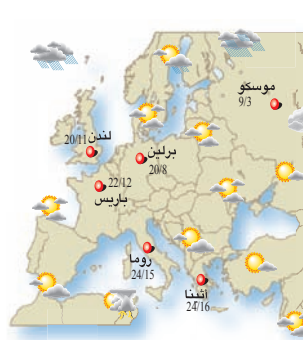 موسكو
9/3
لندن
20/11
برلين
20/8
22/12
باريس
روما
24/15
أثينا
24/16